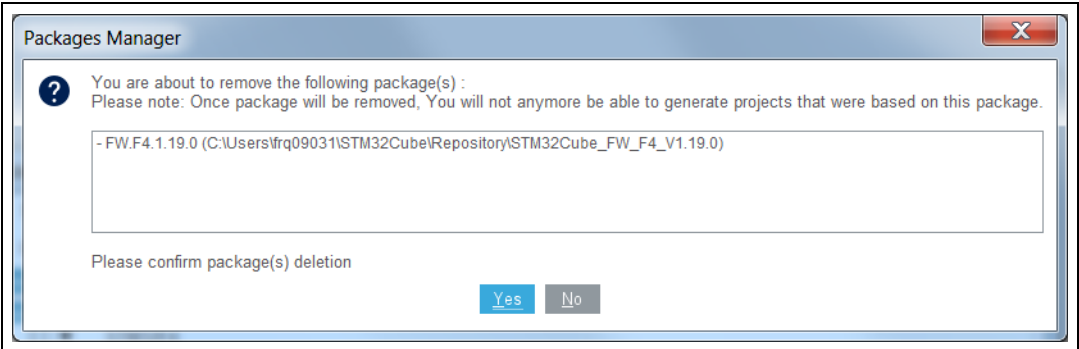 Packages Manager
You are about to remove the following package(s) :
Please note: Once package will be removed, You will not anymore be able to generate projects that were based on this package.
- FW.F4.1.19.0 (C:\Users\frq09031\STM32Cube\Repository\STM32Cube_FW_F4_V1.19.0)
Please confirm package(s) deletion
Yes No